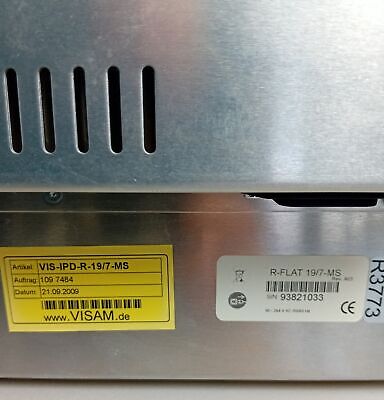 Artikel: VIS-IPD-R-19/7-MS
Auftrag: 109 7484
Datum: 21.09.2009
www.VISAM.de
R-FLAT 19/7-MS
S/N 93821033
CE
R3773